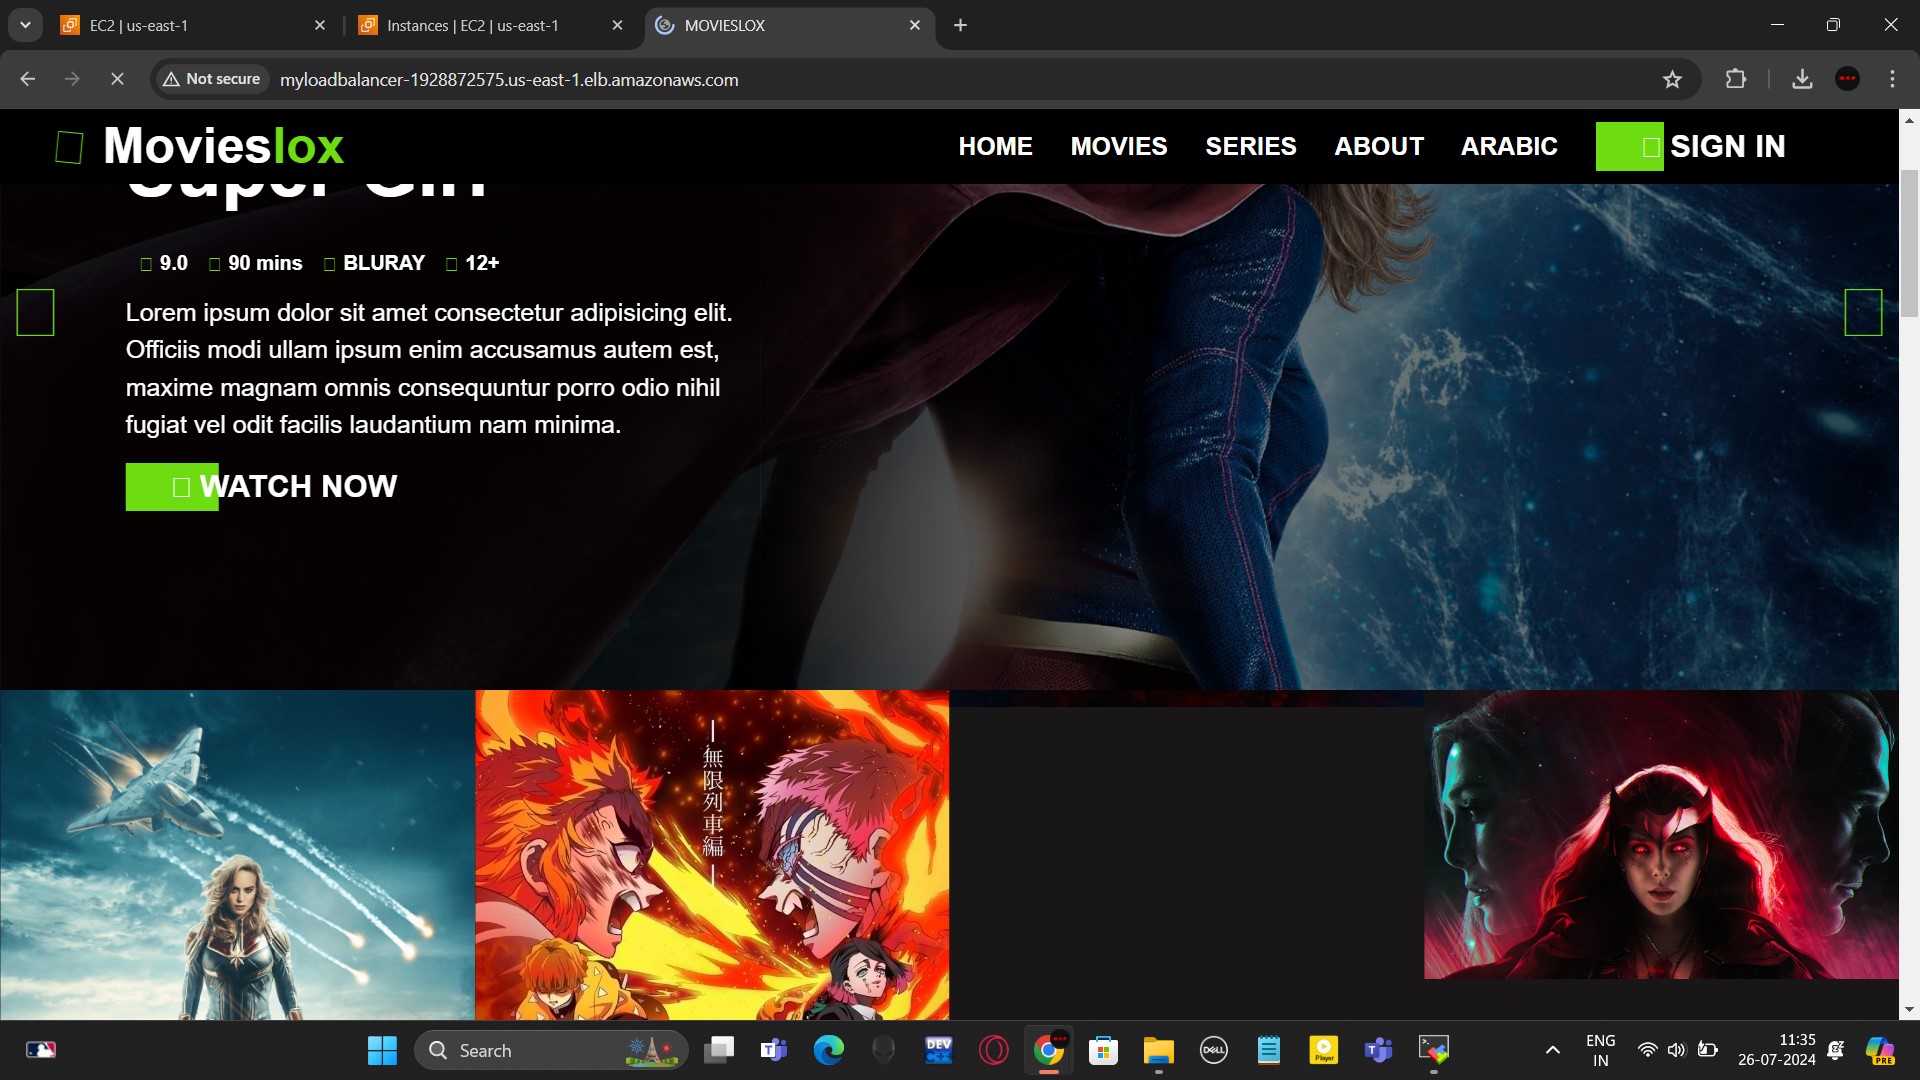 EC2 | us-east-1
Instances | EC2 | us-east-1
MOVIESLOX
Not secure
myloadbalancer-1928872575.us-east-1.elb.amazonaws.com
Movieslox
HOME
MOVIES
SERIES
ABOUT
ARABIC
SIGN IN
Super Girl
9.0
90 mins
BLURAY
12+
Lorem ipsum dolor sit amet consectetur adipisicing elit.
Officiis modi ullam ipsum enim accusamus autem est,
maxime magnam omnis consequuntur porro odio nihil
fugiat vel odit facilis laudantium nam minima.
WATCH NOW
無限列車編
Search
DEV
C++
DELL
Player
ENG
IN
11:35
26-07-2024
PRE